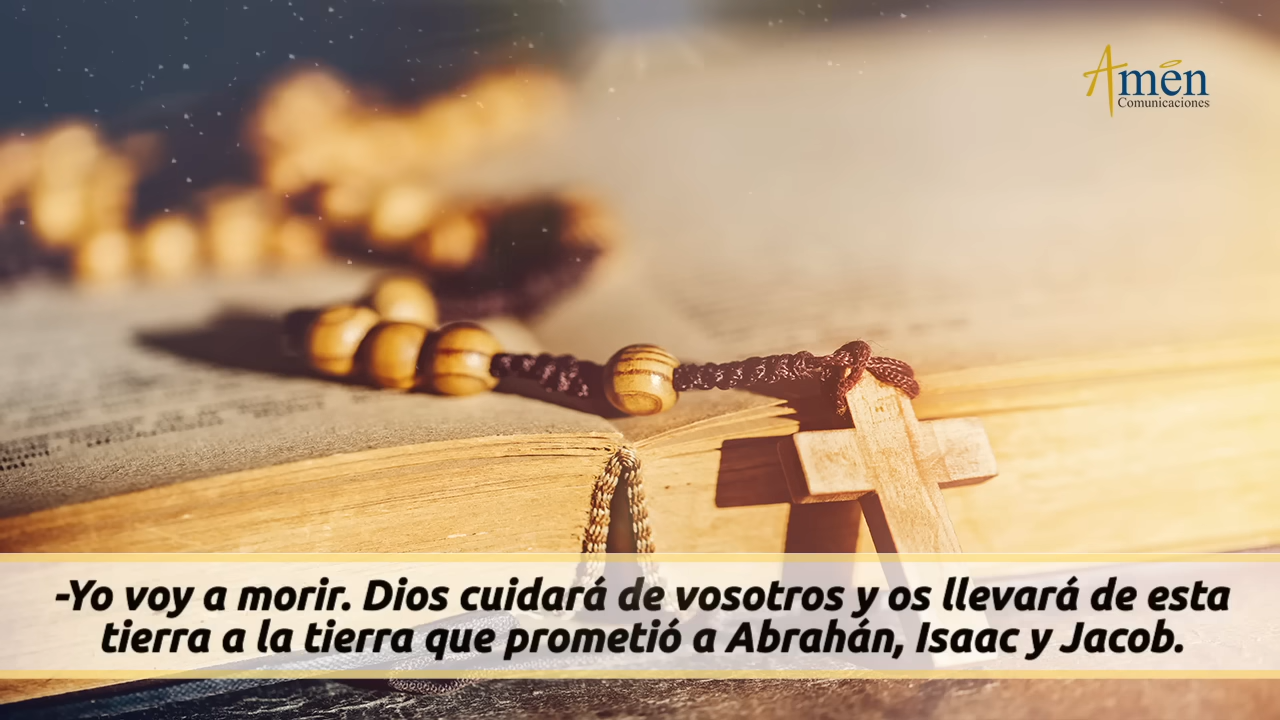 Amén
Comunicaciones
-Yo voy a morir. Dios cuidará de vosotros y os llevará de esta
tierra a la tierra que prometió a Abrahán, Isaac y Jacob.